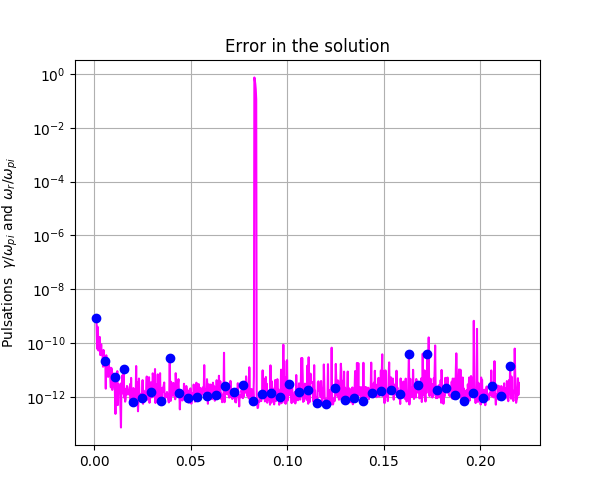 Error in the solution
10⁰
10⁻²
10⁻⁴
10⁻⁶
10⁻⁸
10⁻¹⁰
10⁻¹²
Pulsations γ/ω_pi and ω_r/ω_pi
0.00 0.05 0.10 0.15 0.20